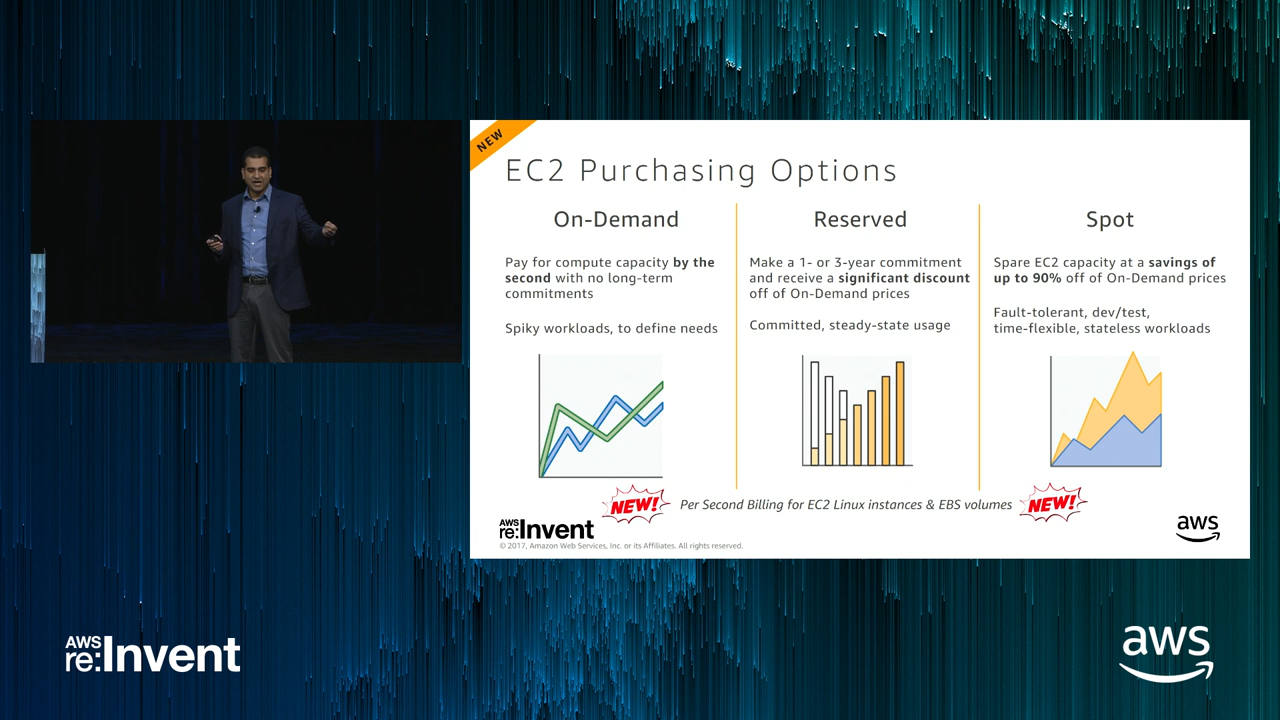 NEW
EC2 Purchasing Options
On-Demand
Pay for compute capacity by the
second with no long-term
commitments
Spiky workloads, to define needs
Reserved
Make a 1- or 3-year commitment
and receive a significant discount
off of On-Demand prices
Committed, steady-state usage
Spot
Spare EC2 capacity at a savings of
up to 90% off of On-Demand prices
Fault-tolerant, dev/test,
time-flexible, stateless workloads
NEW! Per Second Billing for EC2 Linux instances & EBS volumes NEW!
AWS
re:Invent
© 2017, Amazon Web Services, Inc. or its Affiliates. All rights reserved.
aws
AWS
re:Invent
aws